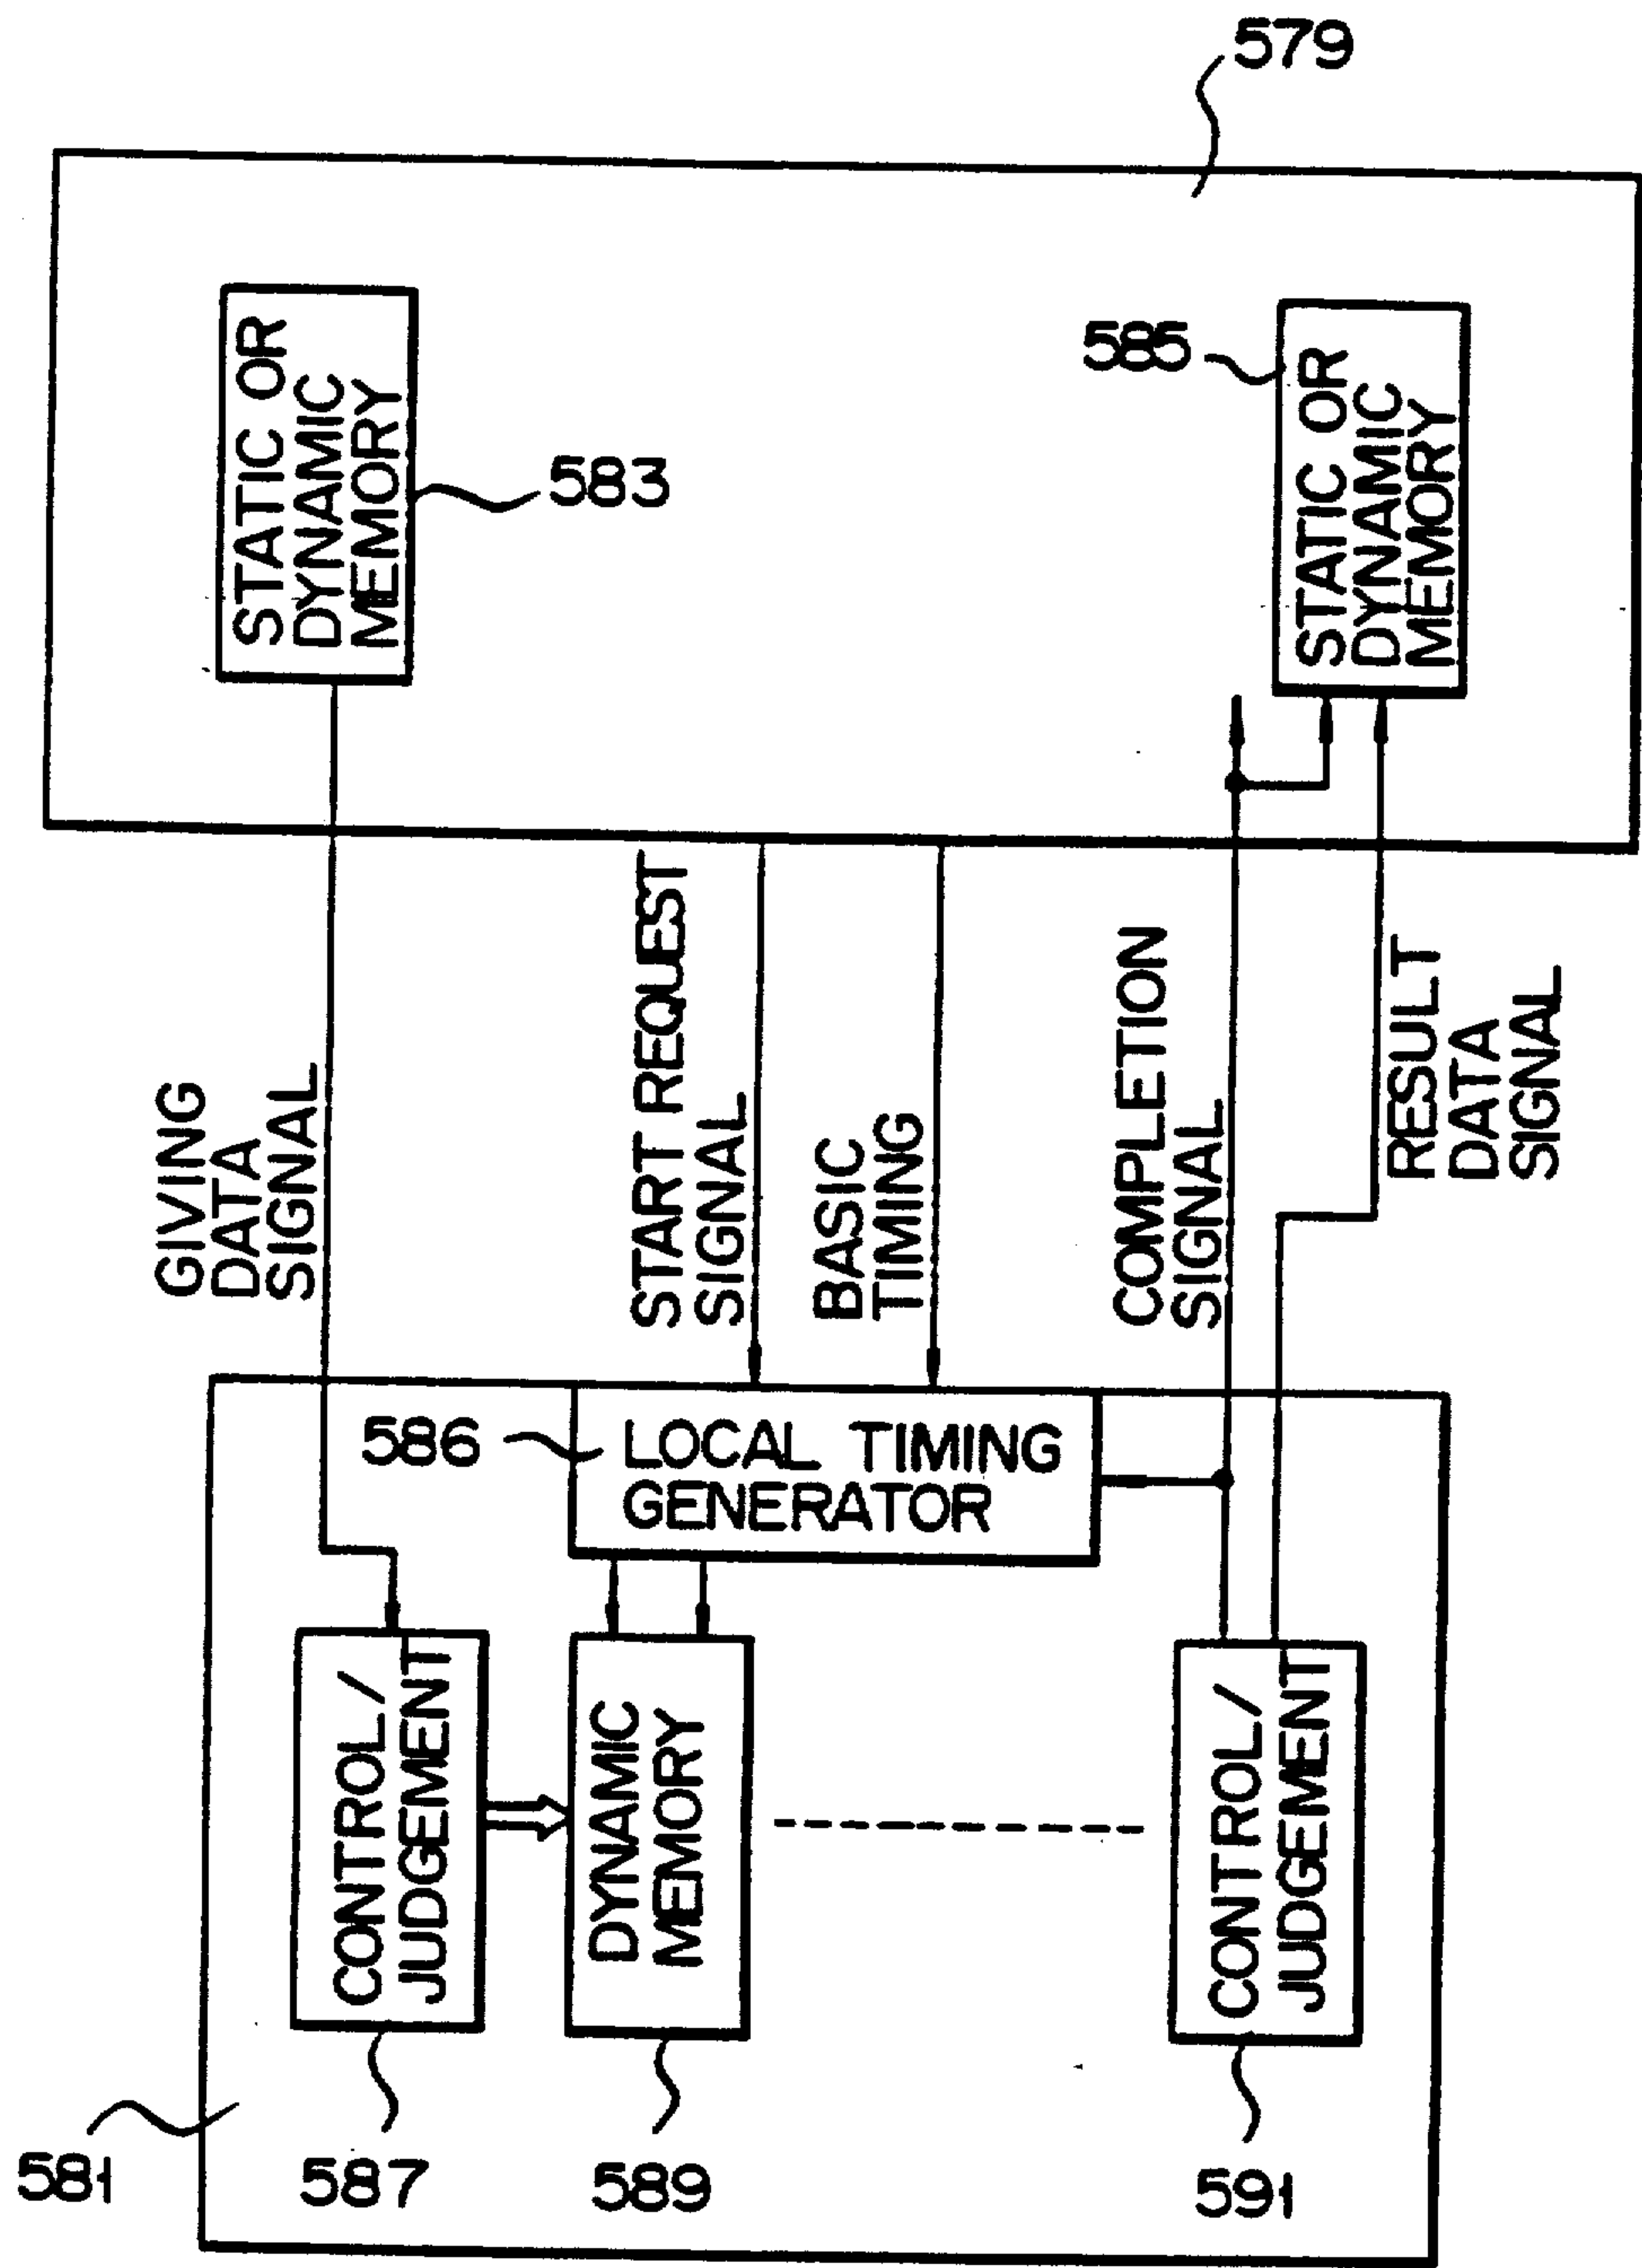 579
STATIC OR
DYNAMIC
MEMORY
583
585
STATIC OR
DYNAMIC
MEMORY
GIVING
DATA
SIGNAL
START REQUEST
SIGNAL
BASIC
TIMING
COMPLETION
SIGNAL
RESULT
DATA
SIGNAL
586
LOCAL TIMING
GENERATOR
CONTROL/
JUDGEMENT
DYNAMIC
MEMORY
CONTROL/
JUDGEMENT
581
587
589
591